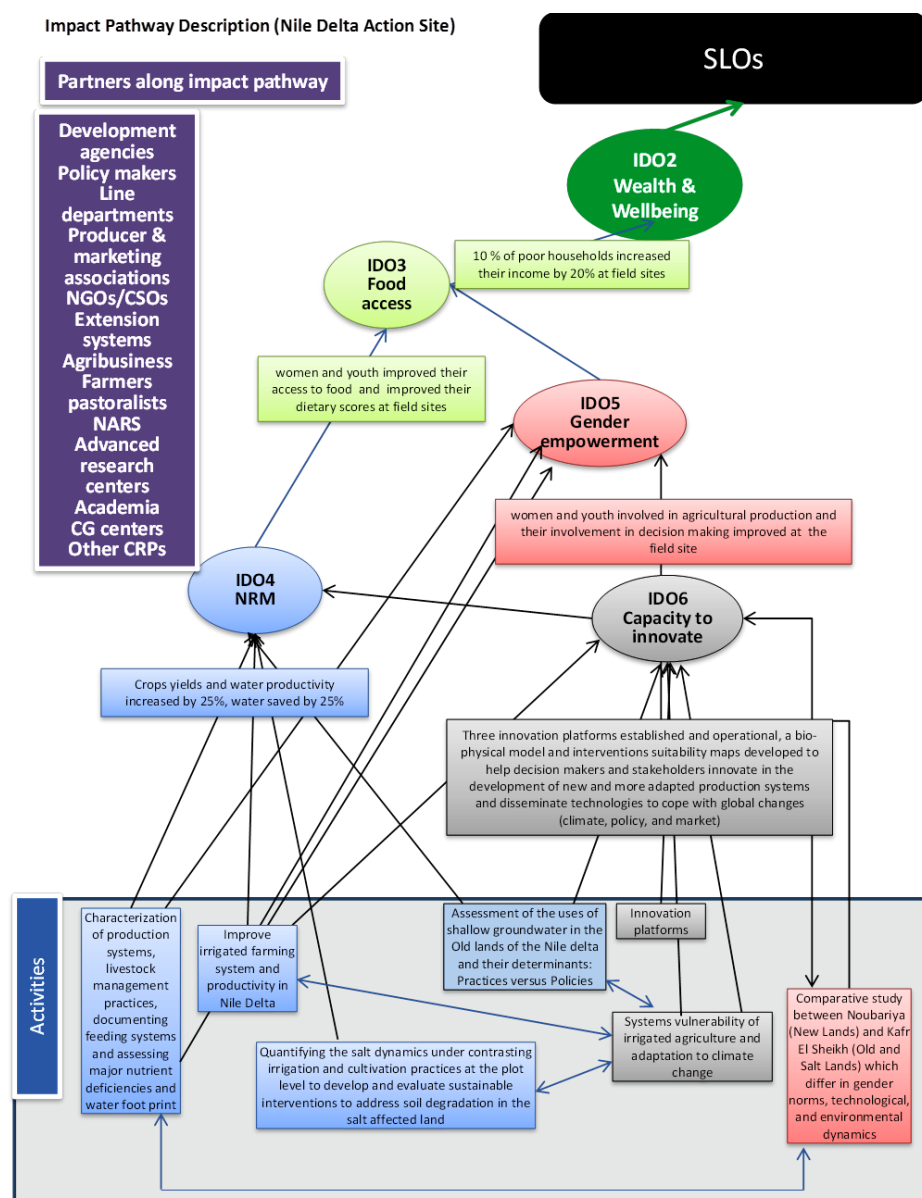 Impact Pathway Description (Nile Delta Action Site)
SLOs
Partners along impact pathway
Development
agencies
Policy makers
Line
departments
Producer &
marketing
associations
NGOs/CSOs
Extension
systems
Agribusiness
Farmers
pastoralists
NARS
Advanced
research
centers
Academia
CG centers
Other CRPs
IDO2
Wealth &
Wellbeing
10 % of poor households increased
their income by 20% at field sites
IDO3
Food
access
women and youth improved their
access to food and improved their
dietary scores at field sites
IDO5
Gender
empowerment
women and youth involved in agricultural production and
their involvement in decision making improved at the
field site
IDO4
NRM
IDO6
Capacity to
innovate
Crops yields and water productivity
increased by 25%, water saved by 25%
Three innovation platforms established and operational, a bio-
physical model and interventions suitability maps developed to
help decision makers and stakeholders innovate in the
development of new and more adapted production systems
and disseminate technologies to cope with global changes
(climate, policy, and market)
Activities
Characterization
of production
systems,
livestock
management
practices,
documenting
feeding systems
and assessing
major nutrient
deficiencies and
water foot print
Improve
irrigated farming
system and
productivity in
Nile Delta
Assessment of the uses of
shallow groundwater in the
Old lands of the Nile delta
and their determinants:
Practices versus Policies
Innovation
platforms
Quantifying the salt dynamics under contrasting
irrigation and cultivation practices at the plot
level to develop and evaluate sustainable
interventions to address soil degradation in the
salt affected land
Systems vulnerability of
irrigated agriculture and
adaptation to climate
change
Comparative study
between Noubariya
(New Lands) and Kafr
El Sheikh (Old and
Salt Lands) which
differ in gender
norms, technological,
and environmental
dynamics